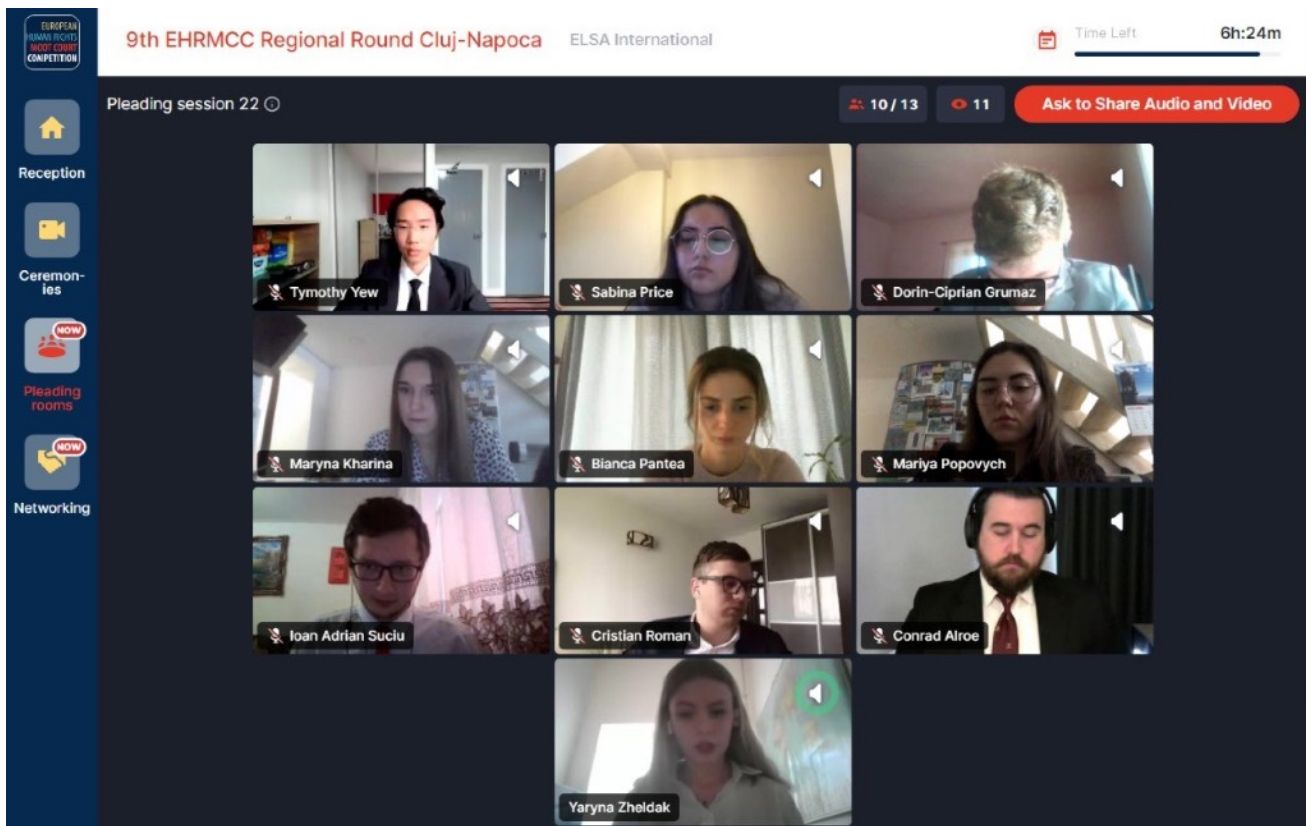 EUROPEAN
HUMAN RIGHTS
MOOT COURT
COMPETITION
9th EHRMCC Regional Round Cluj-Napoca
ELSA International
Time Left
6h:24m
Pleading session 22
10 / 13
11
Ask to Share Audio and Video
Reception
Ceremon-
ies
NOW
Pleading
rooms
NOW
Networking
Tymothy Yew
Sabina Price
Dorin-Ciprian Grumaz
Maryna Kharina
Bianca Pantea
Mariya Popovych
Ioan Adrian Suciu
Cristian Roman
Conrad Alroe
Yaryna Zheldak